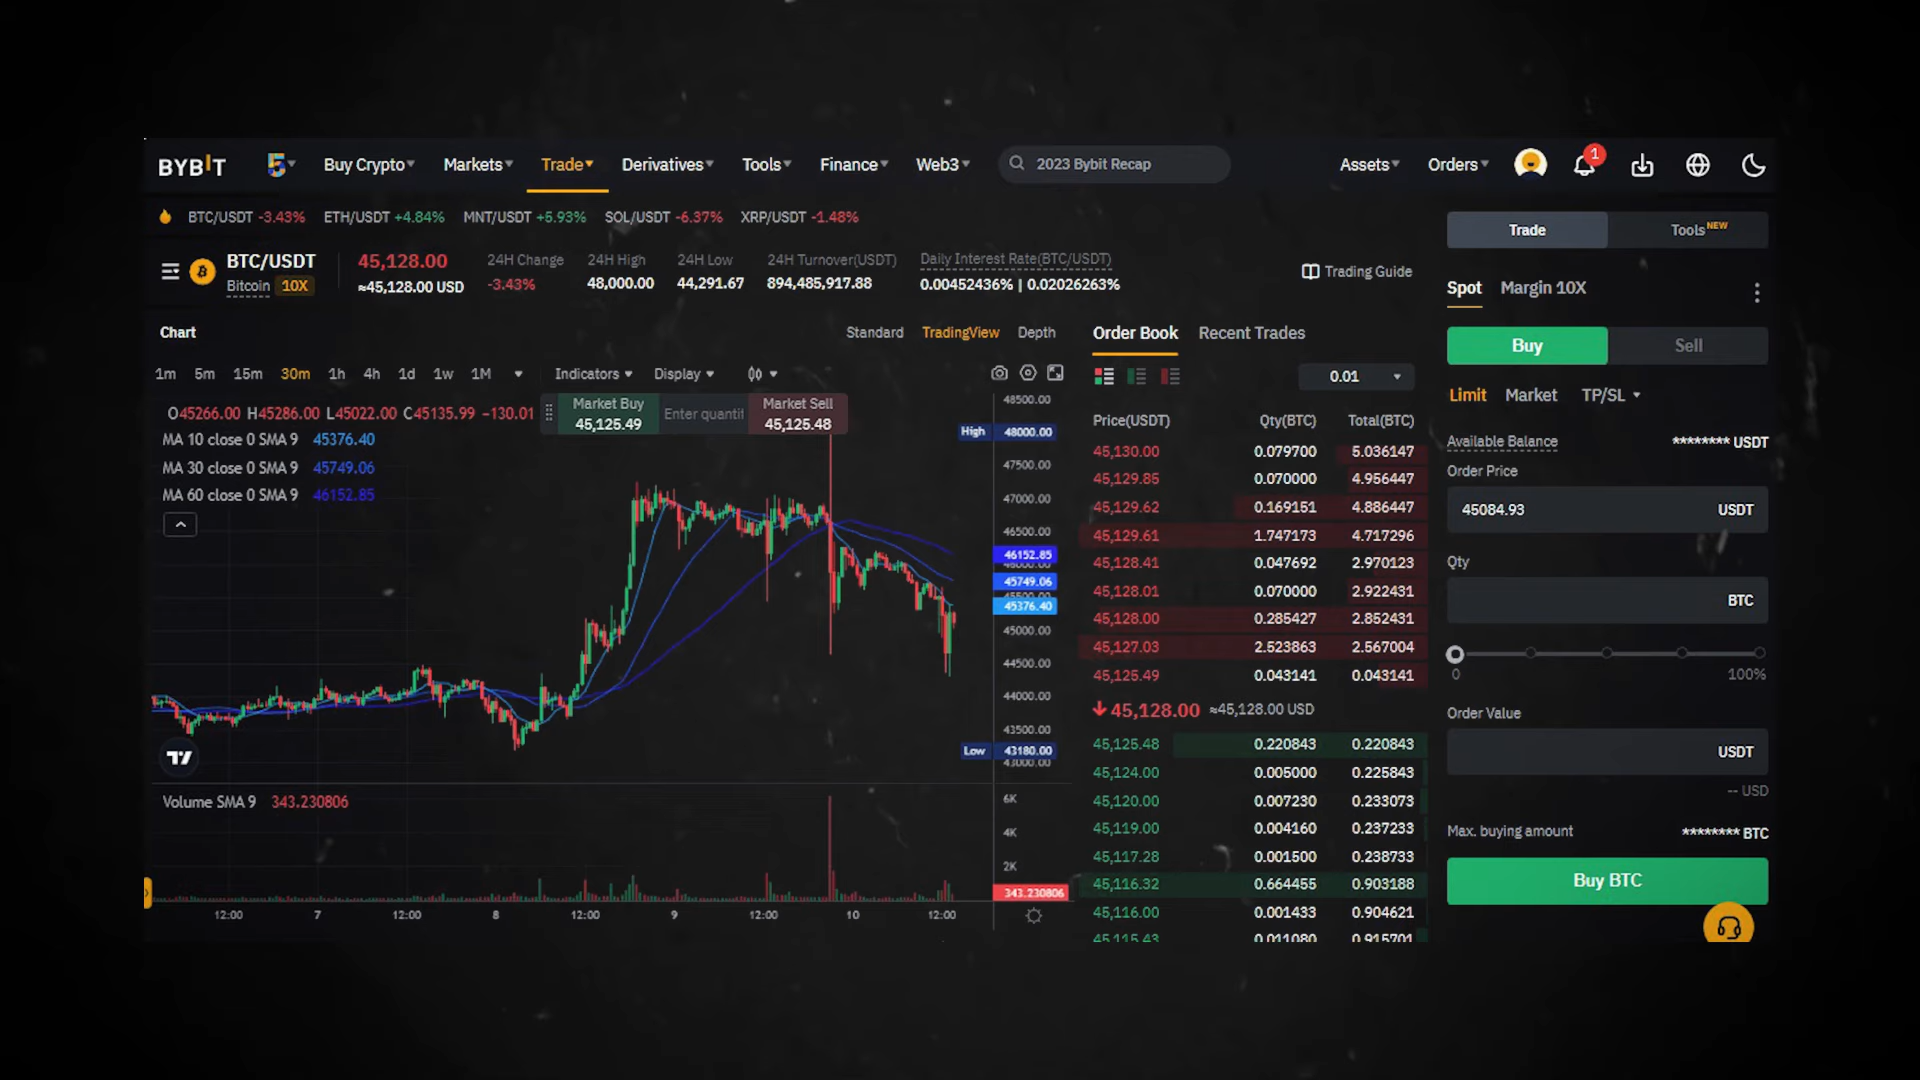 BYBIT
Buy Crypto Markets Trade Derivatives Tools Finance Web3 2023 Bybit Recap Assets Orders 1
BTC/USDT -3.43% ETH/USDT +4.84% MNT/USDT +5.93% SOL/USDT -6.37% XRP/USDT -1.48%
Trade Tools NEW
BTC/USDT 45,128.00 24H Change 24H High 24H Low 24H Turnover(USDT) Daily Interest Rate(BTC/USDT)
Bitcoin 10X ≈45,128.00 USD -3.43% 48,000.00 44,291.67 894,485,917.88 0.00452436% | 0.02026263%
Trading Guide
Chart Standard TradingView Depth
1m 5m 15m 30m 1h 4h 1d 1w 1M Indicators Display
O45266.00 H45286.00 L45022.00 C45135.99 -130.01
Market Buy 45,125.49
Enter quantit
Market Sell 45,125.48
MA 10 close 0 SMA 9 45376.40
MA 30 close 0 SMA 9 45749.06
MA 60 close 0 SMA 9 46152.85
48500.00
High 48000.00
47500.00
47000.00
46500.00
46152.85
45749.06
45376.40
45000.00
44500.00
44000.00
43500.00
Low 43180.00
43000.00
Volume SMA 9 343.230806
6K
4K
2K
343.230806
12:00 7 12:00 8 12:00 9 12:00 10 12:00
Order Book Recent Trades
0.01
Price(USDT) Qty(BTC) Total(BTC)
45,130.00 0.079700 5.036147
45,129.85 0.070000 4.956447
45,129.62 0.169151 4.886447
45,129.61 1.747173 4.717296
45,128.41 0.047692 2.970123
45,128.01 0.070000 2.922431
45,128.00 0.285427 2.852431
45,127.03 2.523863 2.567004
45,125.49 0.043141 0.043141
45,128.00 ≈45,128.00 USD
45,125.48 0.220843 0.220843
45,124.00 0.005000 0.225843
45,120.00 0.007230 0.233073
45,119.00 0.004160 0.237233
45,117.28 0.001500 0.238733
45,116.32 0.664455 0.903188
45,116.00 0.001433 0.904621
45,115.43 0.011080 0.915701
Spot Margin 10X
Buy Sell
Limit Market TP/SL
Available Balance ******** USDT
Order Price
45084.93 USDT
Qty
BTC
0 100%
Order Value
USDT
-- USD
Max. buying amount ******** BTC
Buy BTC